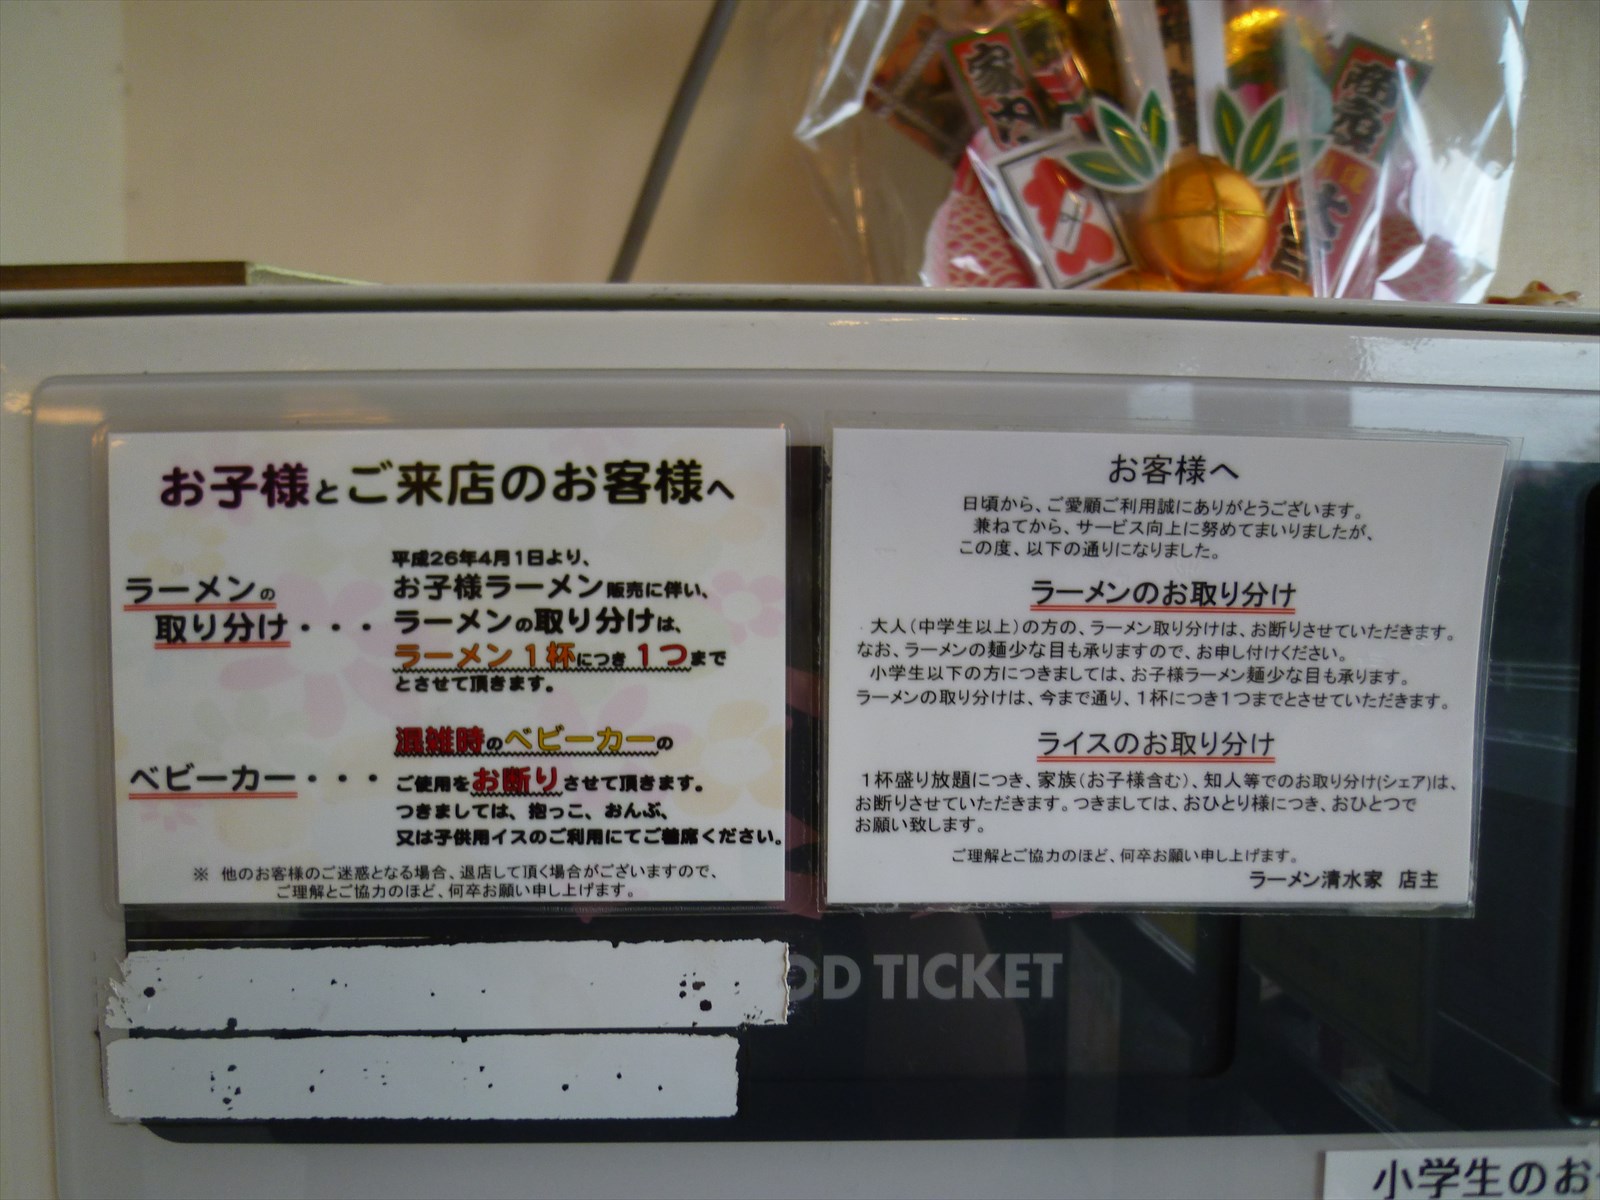 家内
商売
お子様とご来店のお客様へ
ラーメンの
取り分け・・・
平成26年4月1日より、
お子様ラーメン販売に伴い、
ラーメンの取り分けは、
ラーメン1杯につき1つまで
とさせて頂きます。
ベビーカー・・・
混雑時のベビーカーの
ご使用をお断りさせて頂きます。
つきましては、抱っこ、おんぶ、
又は子供用イスのご利用にてご着席ください。
※ 他のお客様のご迷惑となる場合、退店して頂く場合がございますので、
ご理解とご協力のほど、何卒お願い申し上げます。
お客様へ
日頃から、ご愛顧ご利用誠にありがとうございます。
兼ねてから、サービス向上に努めてまいりましたが、
この度、以下の通りになりました。
ラーメンのお取り分け
大人(中学生以上)の方の、ラーメン取り分けは、お断りさせていただきます。
なお、ラーメンの麺少な目も承りますので、お申し付けください。
小学生以下の方につきましては、お子様ラーメン麺少な目も承ります。
ラーメンの取り分けは、今まで通り、1杯につき1つまでとさせていただきます。
ライスのお取り分け
1杯盛り放題につき、家族(お子様含む)、知人等でのお取り分け(シェア)は、
お断りさせていただきます。つきましては、おひとり様につき、おひとつで
お願い致します。
ご理解とご協力のほど、何卒お願い申し上げます。
ラーメン清水家 店主
OD TICKET
小学生のお